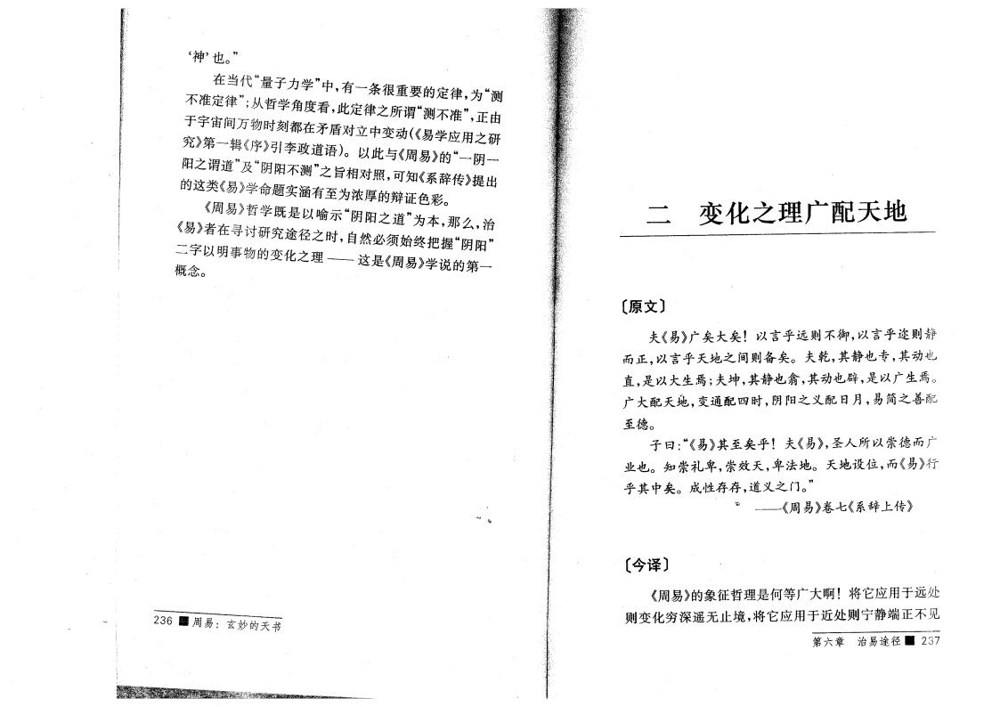 ‘神’也。”
在当代“量子力学”中，有一条很重要的定律，为“测
不准定律”；从哲学角度看，此定律之所谓“测不准”，正由
于宇宙间万物时刻都在矛盾对立中变动(《易学应用之研
究》第一辑《序》引李政道语)。以此与《周易》的“一阴一
阳之谓道”及“阴阳不测”之旨相对照，可知《系辞传》提出
的这类《易》学命题实涵有至为浓厚的辩证色彩。
《周易》哲学既是以喻示“阴阳之道”为本，那么，治
《易》者在寻讨研究途径之时，自然必须始终把握“阴阳”
二字以明事物的变化之理——这是《周易》学说的第一
概念。
236 ■ 周易：玄妙的天书
二 变化之理广配天地
〔原文〕
夫《易》广矣大矣！以言乎远则不御，以言乎迩则静
而正，以言乎天地之间则备矣。夫乾，其静也专，其动也
直，是以大生焉；夫坤，其静也翕，其动也辟，是以广生焉。
广大配天地，变通配四时，阴阳之义配日月，易简之善配
至德。
子曰：“《易》其至矣乎！夫《易》，圣人所以崇德而广
业也。知崇礼卑，崇效天，卑法地。天地设位，而《易》行
乎其中矣。成性存存，道义之门。”
——《周易》卷七《系辞上传》
〔今译〕
《周易》的象征哲理是何等广大啊！将它应用于远处
则变化穷深遥无止境，将它应用于近处则宁静端正不见
第六章 治易途径 ■ 237